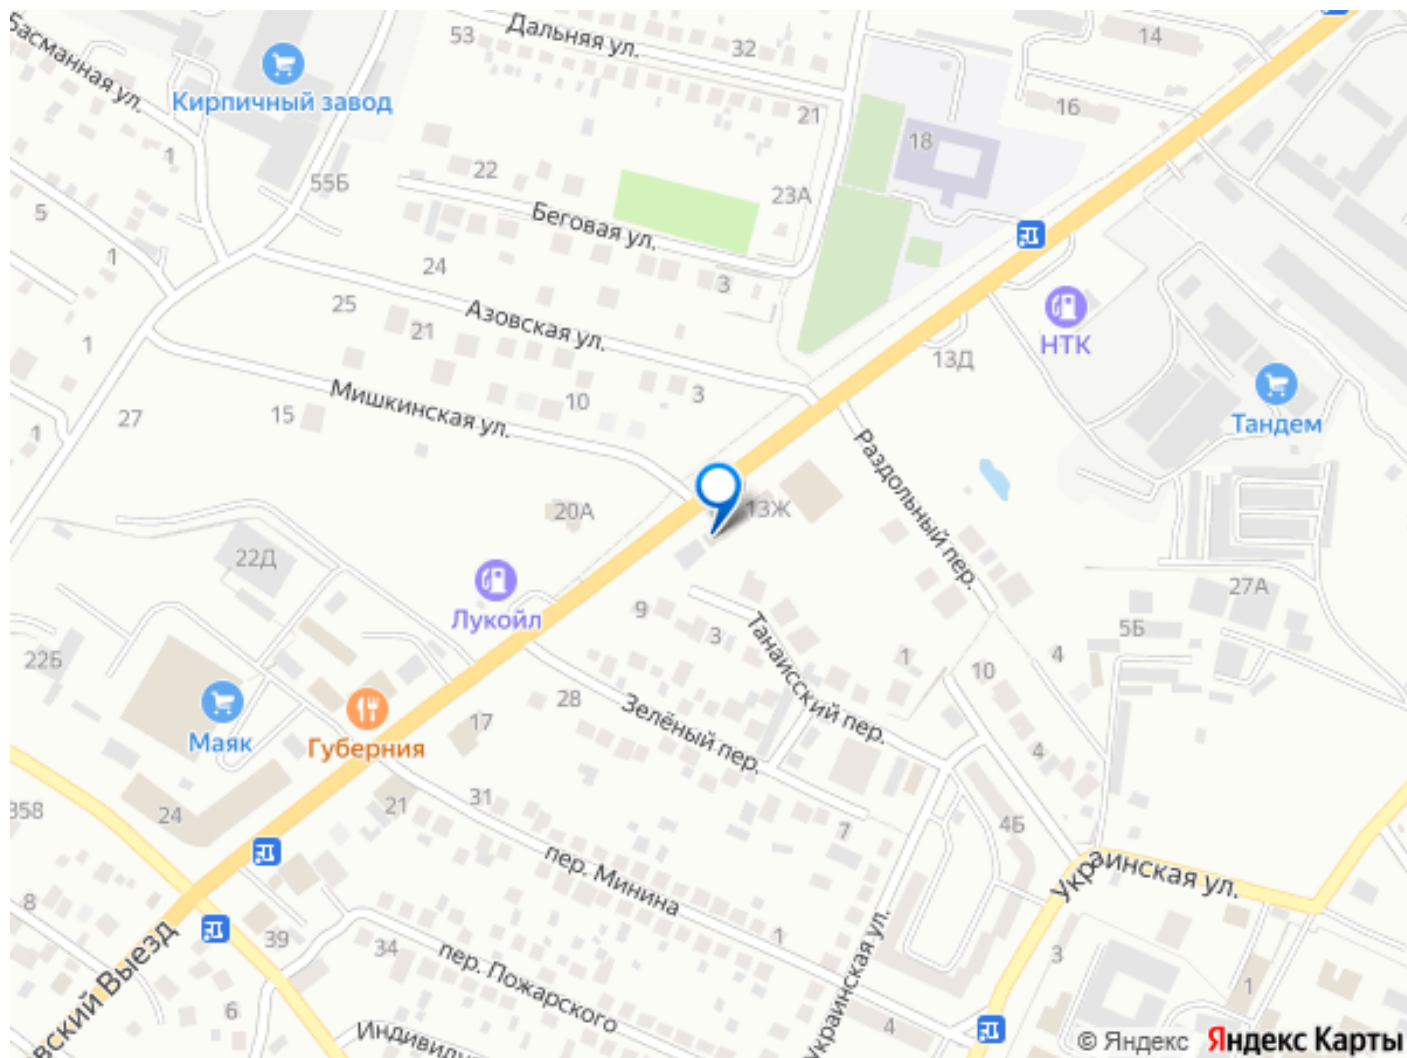 Басманная ул.
53
Дальняя ул.
32
14
Кирпичный завод
16
21
18
1
22
55Б
23А
5
Беговая ул.
1
24
3
25
Азовская ул.
21
НТК
1
13Д
Мишкинская ул.
10
3
15
27
1
Тандем
Раздольный пер.
20А
13Ж
22Д
27А
Лукойл
9
3
Танаисский пер.
5Б
22Б
1
4
10
28
Зелёный пер.
17
Маяк
Губерния
4
358
24
21
31
7
4Б
пер. Минина
Украинская ул.
8
39
34
1
3
пер. Пожарского
Украинская ул.
1
вский Выезд
6
Индивиду
4
© Яндекс Яндекс Карты